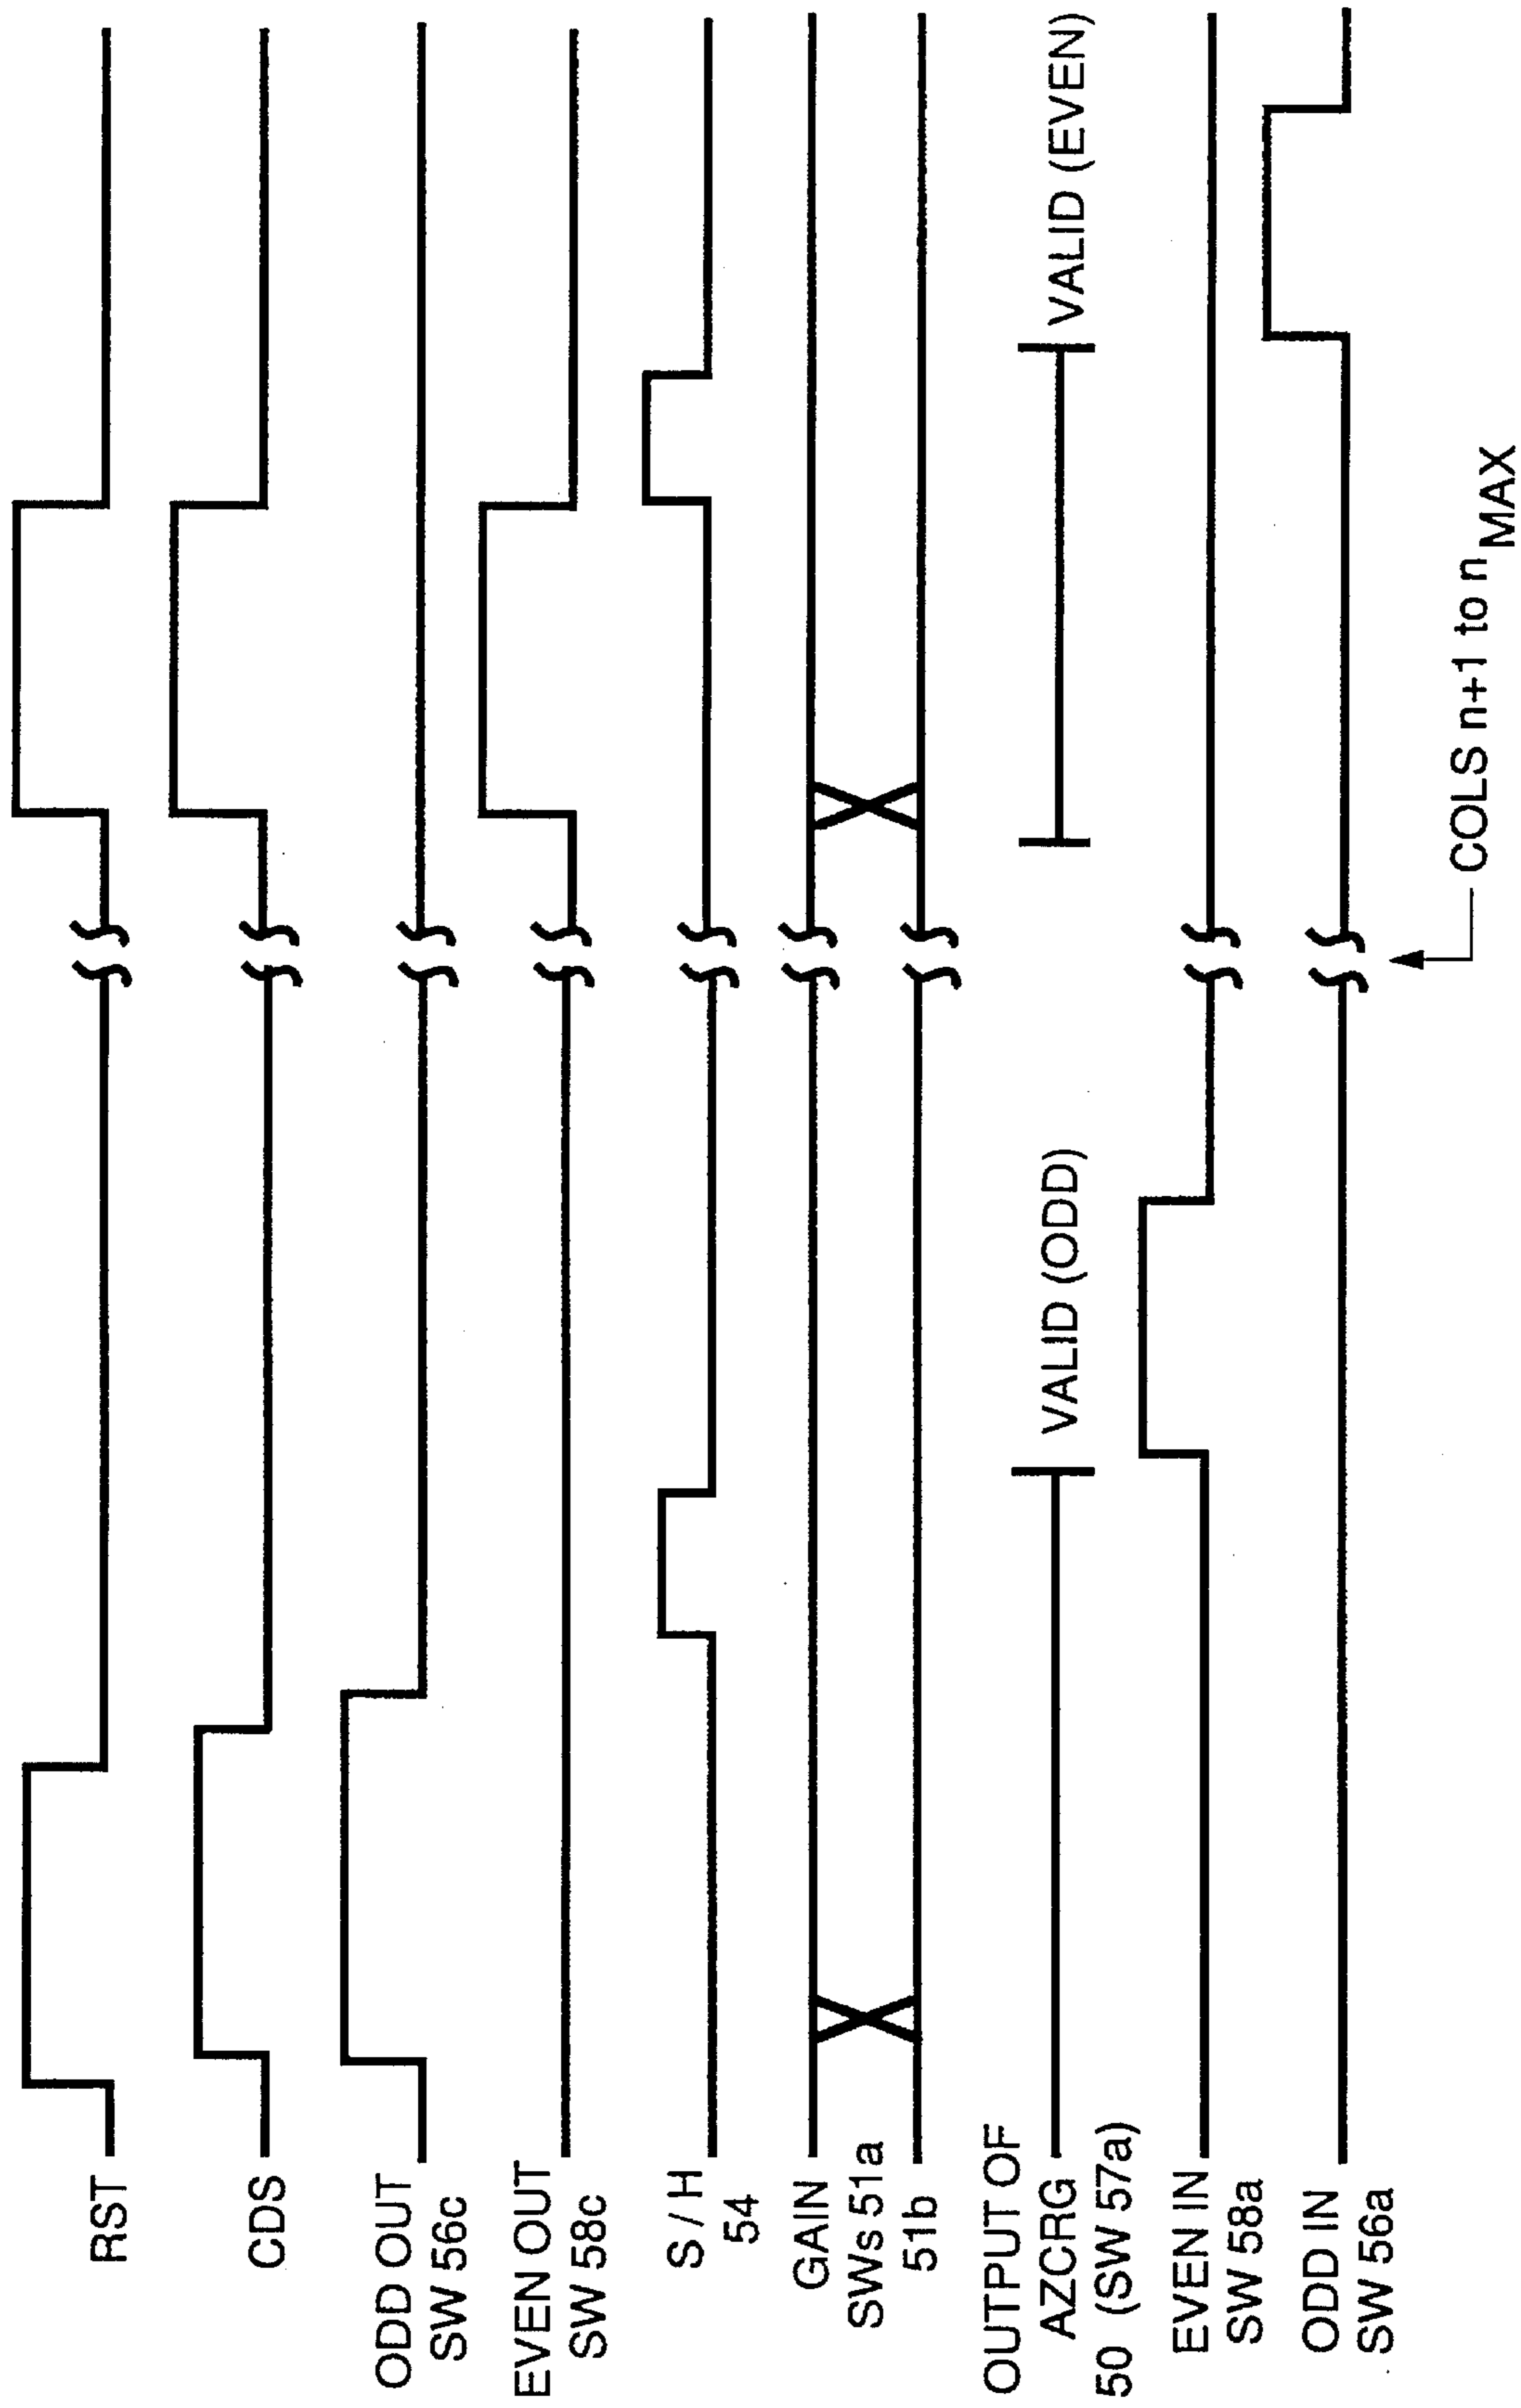 RST
CDS
ODD OUT
SW 56c
EVEN OUT
SW 58c
S / H
54
GAIN
SWs 51a
51b
OUTPUT OF
AZCRG
50 (SW 57a)
VALID (ODD)
VALID (EVEN)
EVEN IN
SW 58a
ODD IN
SW 56a
COLS n+1 to n MAX